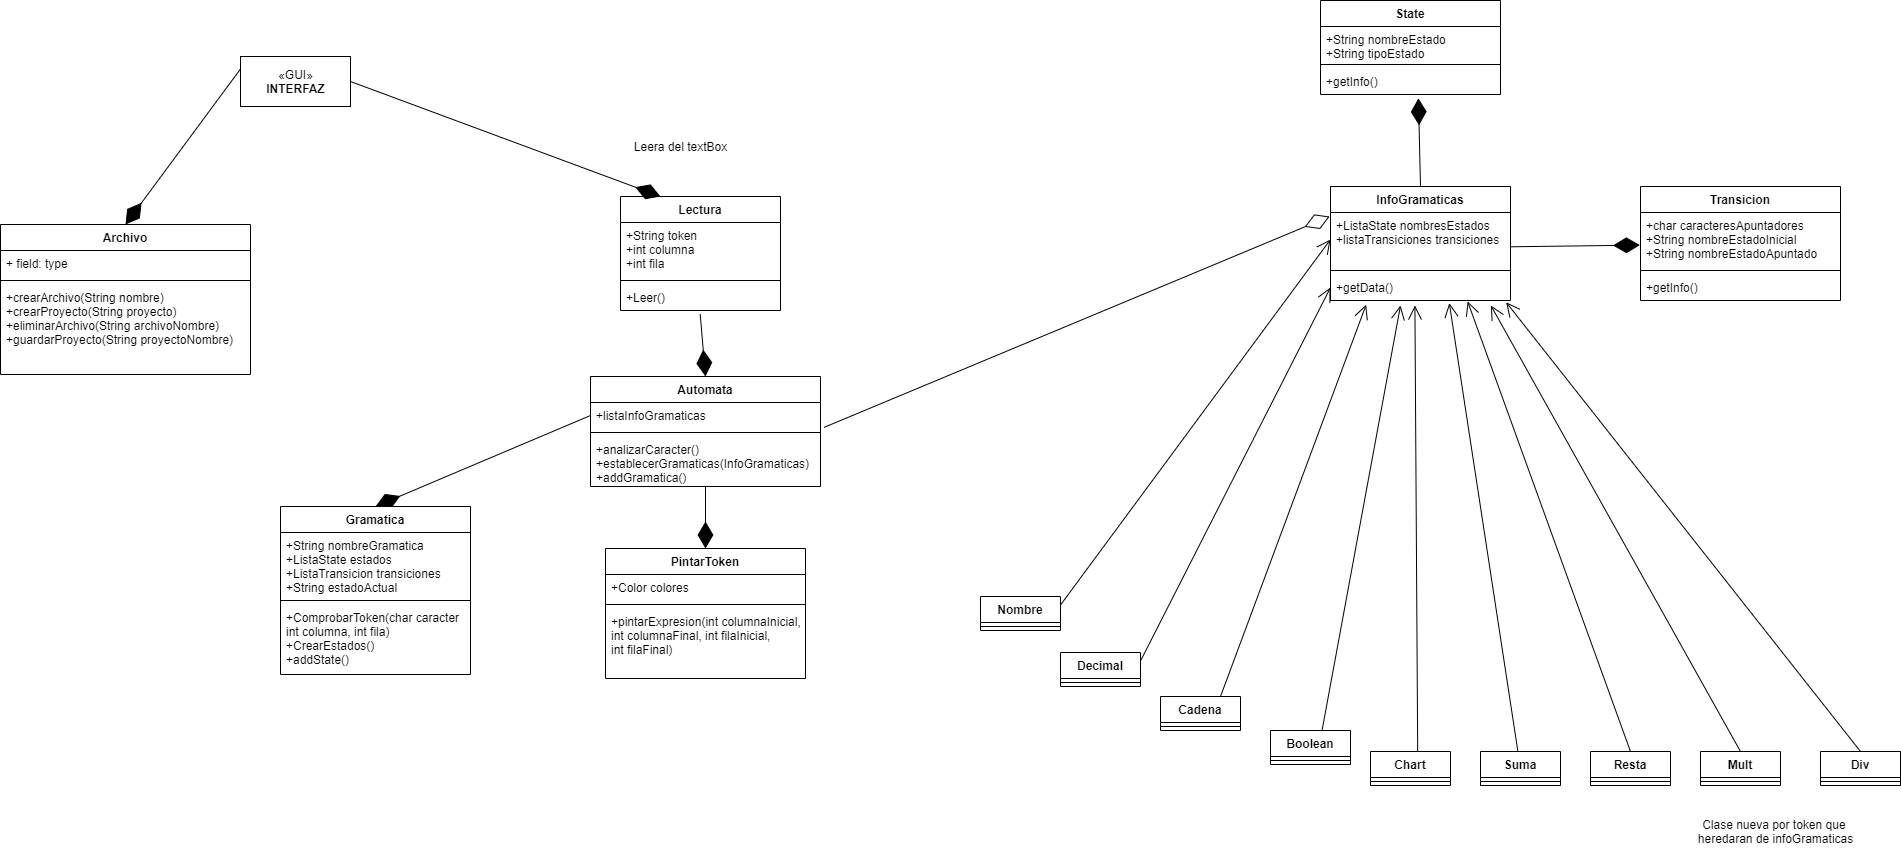 State
+String nombreEstado
+String tipoEstado
+getInfo()
«GUI»
INTERFAZ
Leera del textBox
Lectura
+String token
+int columna
+int fila
+Leer()
InfoGramaticas
+ListaState nombresEstados
+listaTransiciones transiciones
+getData()
Transicion
+char caracteresApuntadores
+String nombreEstadoInicial
+String nombreEstadoApuntado
+getInfo()
Archivo
+ field: type
+crearArchivo(String nombre)
+crearProyecto(String proyecto)
+eliminarArchivo(String archivoNombre)
+guardarProyecto(String proyectoNombre)
Automata
+listaInfoGramaticas
+analizarCaracter()
+establecerGramaticas(InfoGramaticas)
+addGramatica()
Gramatica
+String nombreGramatica
+ListaState estados
+ListaTransicion transiciones
+String estadoActual
+ComprobarToken(char caracter
int columna, int fila)
+CrearEstados()
+addState()
PintarToken
+Color colores
+pintarExpresion(int columnaInicial,
int columnaFinal, int filaInicial,
int filaFinal)
Nombre
Decimal
Cadena
Boolean
Chart
Suma
Resta
Mult
Div
Clase nueva por token que
heredaran de infoGramaticas